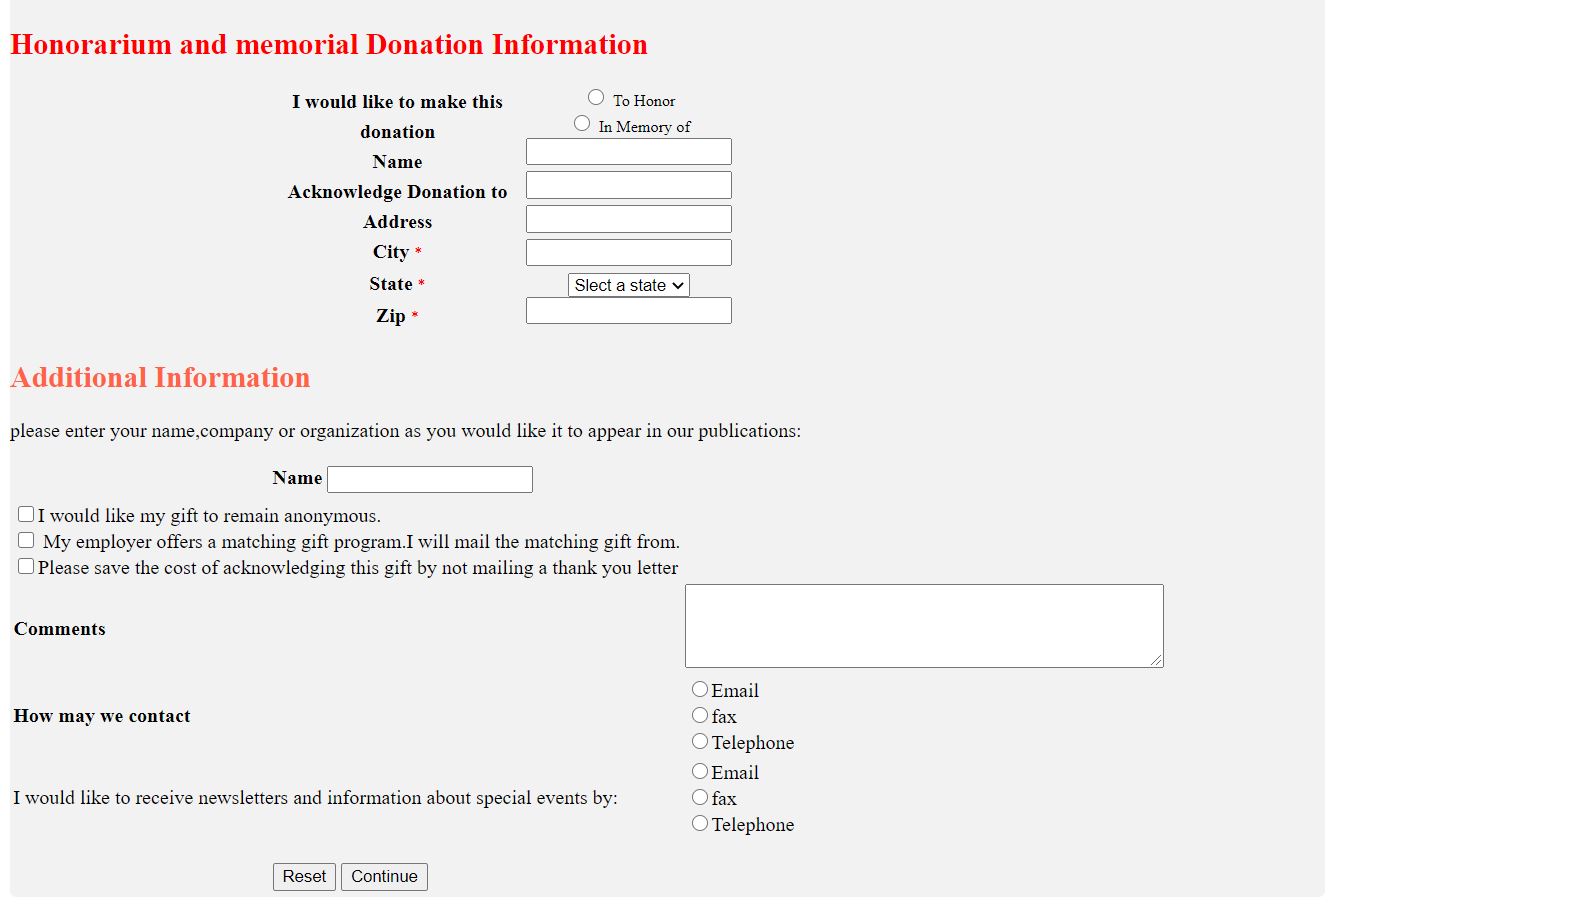 Honorarium and memorial Donation Information
I would like to make this
donation
To Honor
In Memory of
Name
Acknowledge Donation to
Address
City *
State *
Slect a state
Zip *
Additional Information
please enter your name,company or organization as you would like it to appear in our publications:
Name
I would like my gift to remain anonymous.
My employer offers a matching gift program.I will mail the matching gift from.
Please save the cost of acknowledging this gift by not mailing a thank you letter
Comments
How may we contact
Email
fax
Telephone
I would like to receive newsletters and information about special events by:
Email
fax
Telephone
Reset Continue